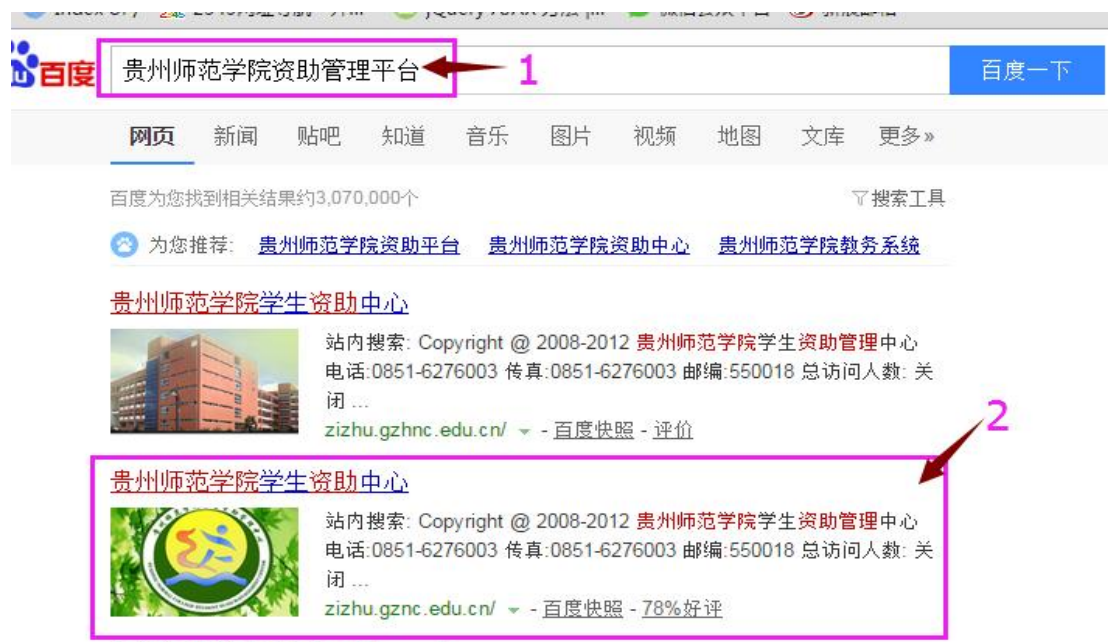 百度 贵州师范学院资助管理平台 1 百度一下
网页 新闻 贴吧 知道 音乐 图片 视频 地图 文库 更多»
百度为您找到相关结果约3,070,000个 搜索工具
为您推荐: 贵州师范学院资助平台 贵州师范学院资助中心 贵州师范学院教务系统
贵州师范学院学生资助中心
站内搜索: Copyright @ 2008-2012 贵州师范学院学生资助管理中心
电话:0851-6276003 传真:0851-6276003 邮编:550018 总访问人数: 关
闭 ...
zizhu.gzhnc.edu.cn/ - 百度快照 - 评价
2
贵州师范学院学生资助中心
站内搜索: Copyright @ 2008-2012 贵州师范学院学生资助管理中心
电话:0851-6276003 传真:0851-6276003 邮编:550018 总访问人数: 关
闭 ...
zizhu.gznc.edu.cn/ - 百度快照 - 78%好评